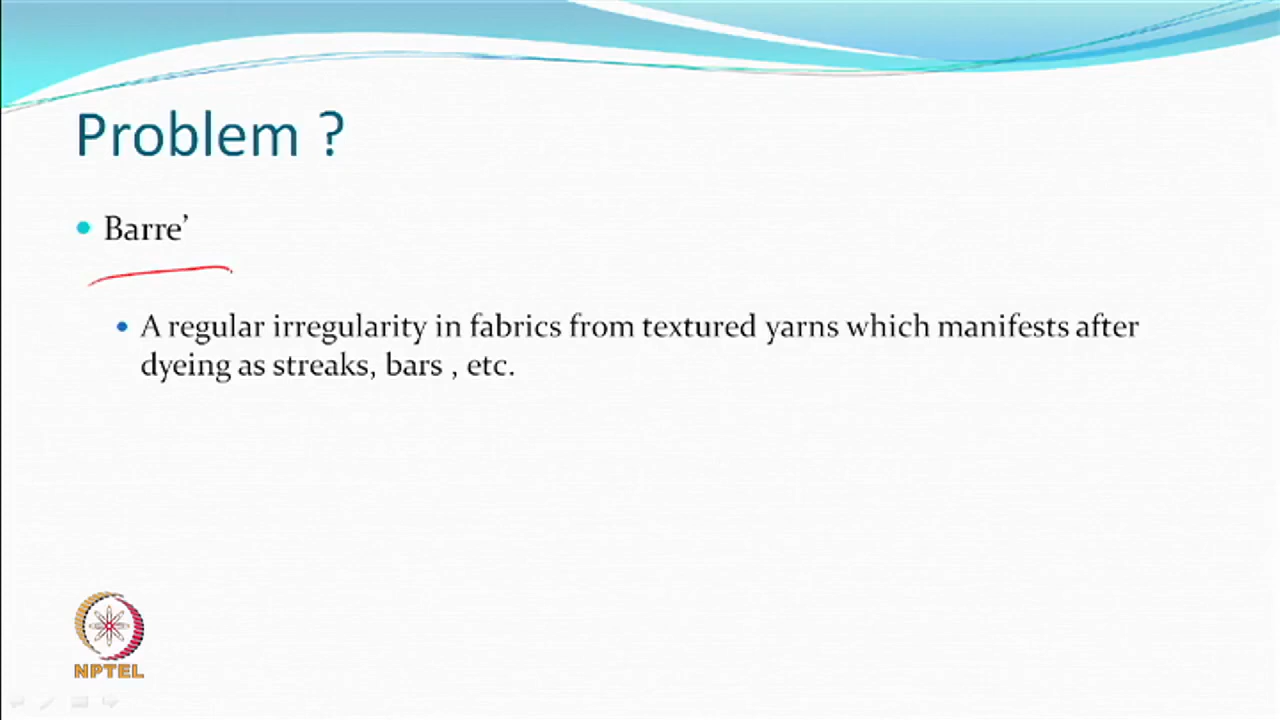 Problem ?
Barre’
A regular irregularity in fabrics from textured yarns which manifests after
dyeing as streaks, bars , etc.
NPTEL